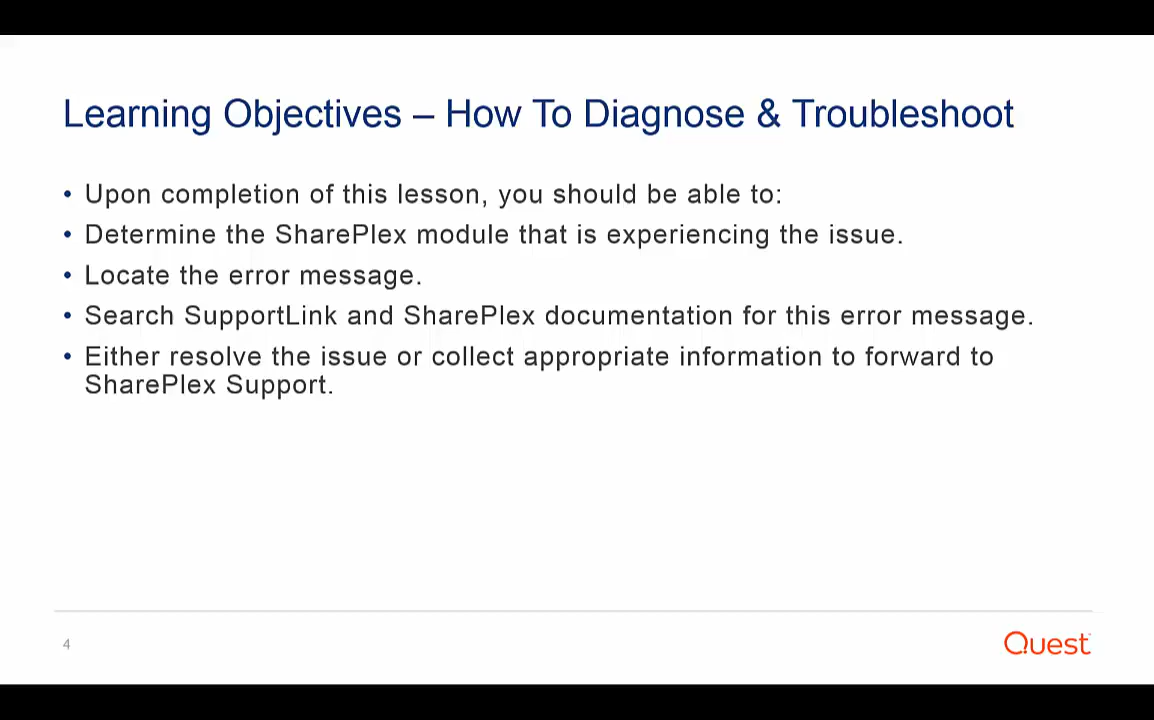 Learning Objectives – How To Diagnose & Troubleshoot
• Upon completion of this lesson, you should be able to:
• Determine the SharePlex module that is experiencing the issue.
• Locate the error message.
• Search SupportLink and SharePlex documentation for this error message.
• Either resolve the issue or collect appropriate information to forward to
SharePlex Support.
4
Quest